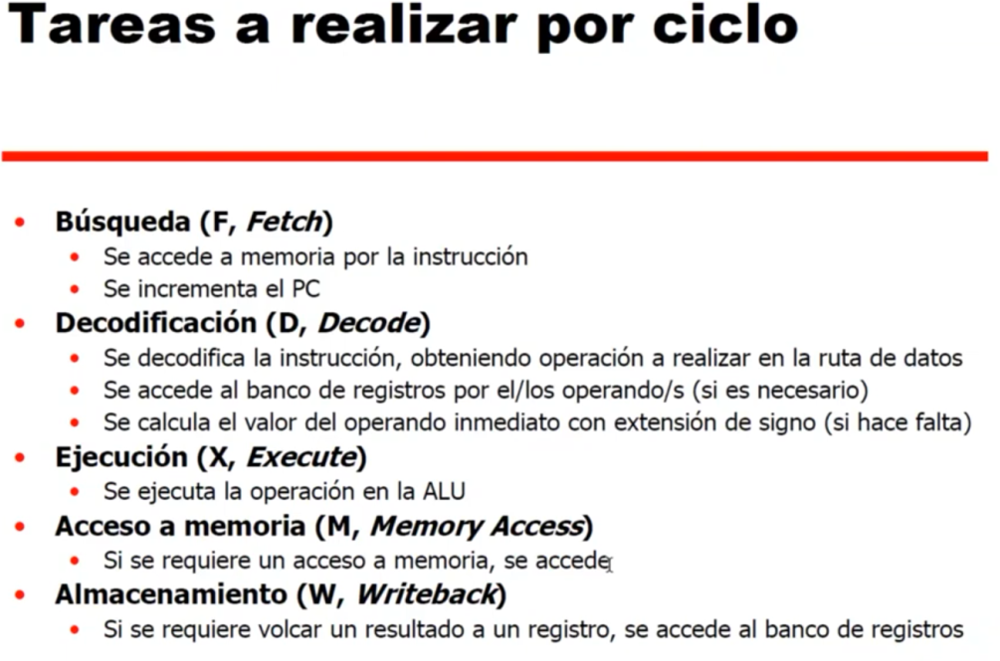 Tareas a realizar por ciclo
• Búsqueda (F, Fetch)
• Se accede a memoria por la instrucción
• Se incrementa el PC
• Decodificación (D, Decode)
• Se decodifica la instrucción, obteniendo operación a realizar en la ruta de datos
• Se accede al banco de registros por el/los operando/s (si es necesario)
• Se calcula el valor del operando inmediato con extensión de signo (si hace falta)
• Ejecución (X, Execute)
• Se ejecuta la operación en la ALU
• Acceso a memoria (M, Memory Access)
• Si se requiere un acceso a memoria, se accede
• Almacenamiento (W, Writeback)
• Si se requiere volcar un resultado a un registro, se accede al banco de registros